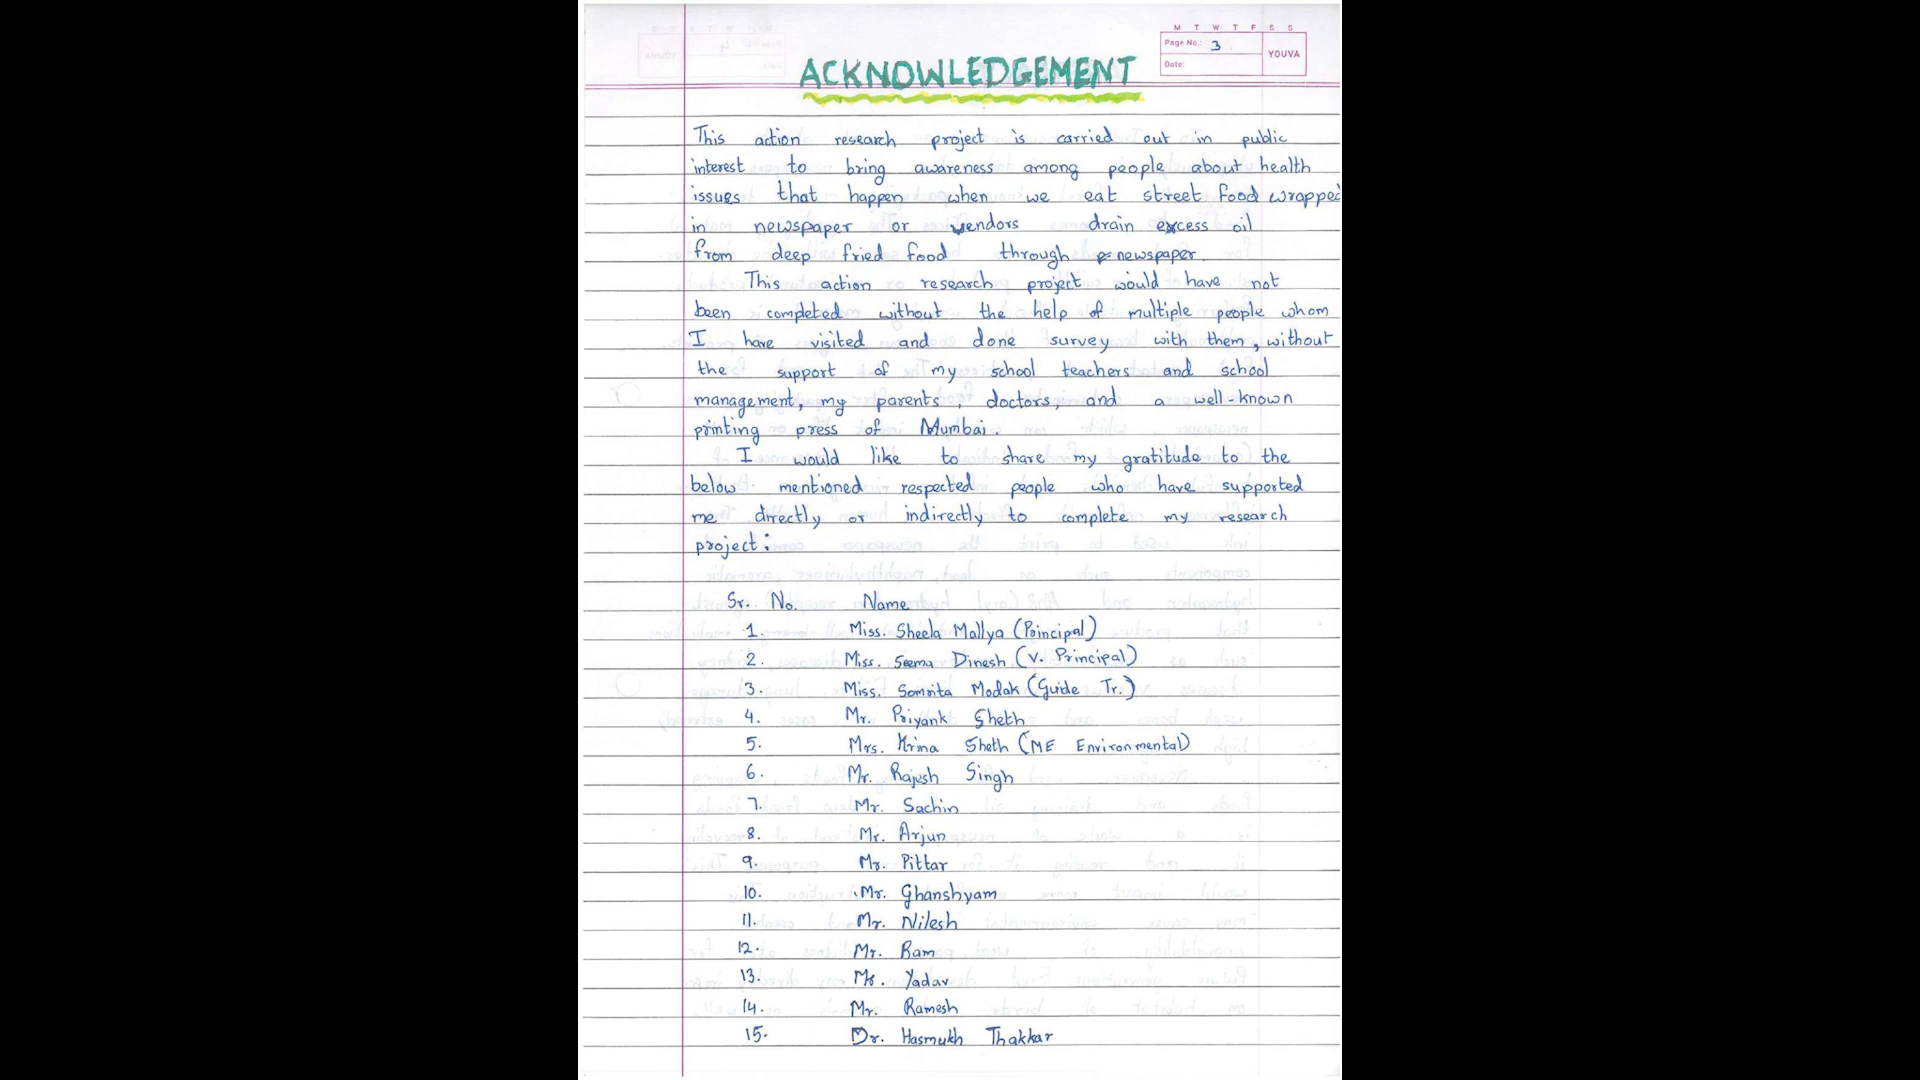 M T W T F S S
Page No.: 3
YOUVA
Date:
ACKNOWLEDGEMENT
This action research project is carried out in public
interest to bring awareness among people about health
issues that happen when we eat street food wrapped
in newspaper or vendors drain excess oil
from deep fried food through newspaper.
This action research project would have not
been completed without the help of multiple people whom
I have visited and done survey with them, without
the support of my school teachers and school
management, my parents, doctors, and a well-known
printing press of Mumbai.
I would like to share my gratitude to the
below mentioned respected people who have supported
me directly or indirectly to complete my research
project:
Sr. No. Name
1. Miss. Sheela Mallya (Principal)
2. Miss. Seema Dinesh (V. Principal)
3. Miss. Somrita Modak (Guide Tr.)
4. Mr. Priyank Sheth
5. Mrs. Krina Sheth (ME Environmental)
6. Mr. Rajesh Singh
7. Mr. Sachin
8. Mr. Arjun
9. Mr. Pittar
10. Mr. Ghanshyam
11. Mr. Nilesh
12. Mr. Ram
13. Mr. Yadav
14. Mr. Ramesh
15. Dr. Hasmukh Thakkar